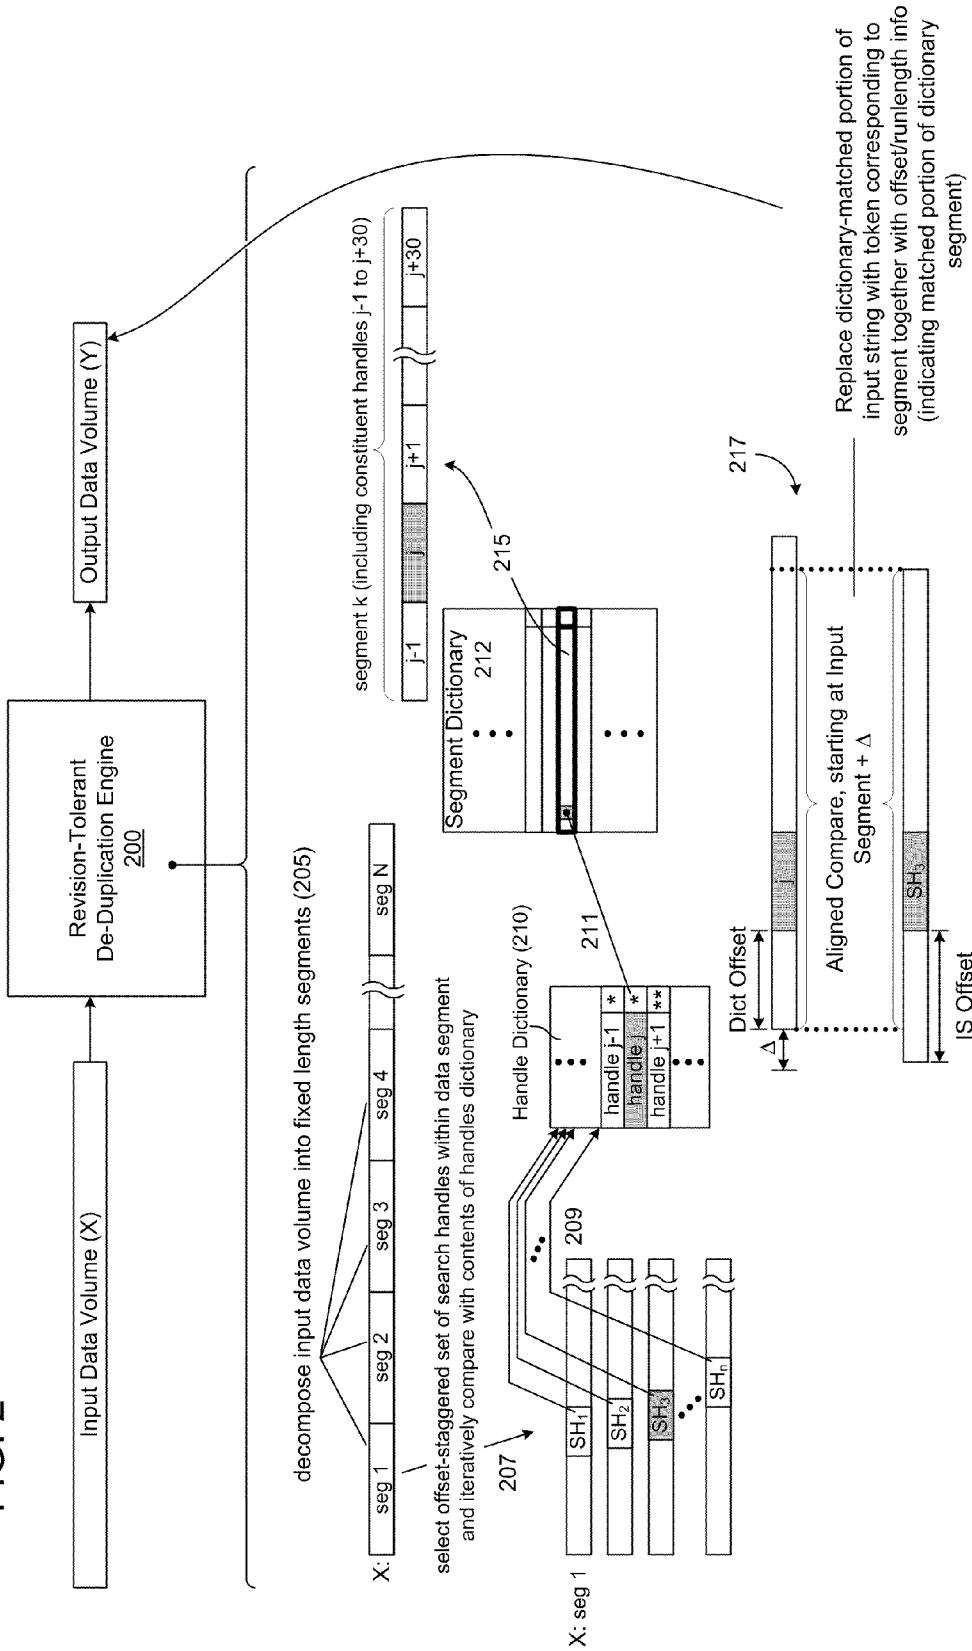 FIG. 2
Input Data Volume (X)
Revision-Tolerant
De-Duplication Engine
200
Output Data Volume (Y)
decompose input data volume into fixed length segments (205)
X:
seg 1
seg 2
seg 3
seg 4
seg N
segment k (including constituent handles j-1 to j+30)
j-1
j
j+1
j+30
select offset-staggered set of search handles within data segment
and iteratively compare with contents of handles dictionary
207
X: seg 1
SH1
SH2
SH3
SHn
209
Handle Dictionary (210)
handle j-1
*
handle j
*
handle j+1
**
211
Segment Dictionary
212
215
217
Δ
Dict Offset
j
Aligned Compare, starting at Input
Segment + Δ
SH3
IS Offset
Replace dictionary-matched portion of
input string with token corresponding to
segment together with offset/runlength info
(indicating matched portion of dictionary
segment)